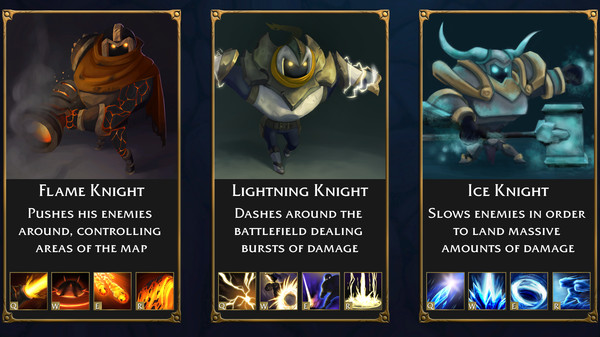 Flame Knight
Pushes his enemies
around, controlling
areas of the map
Q W E R
Lightning Knight
Dashes around the
battlefield dealing
bursts of damage
Q W E R
Ice Knight
Slows enemies in order
to land massive
amounts of damage
Q W E R